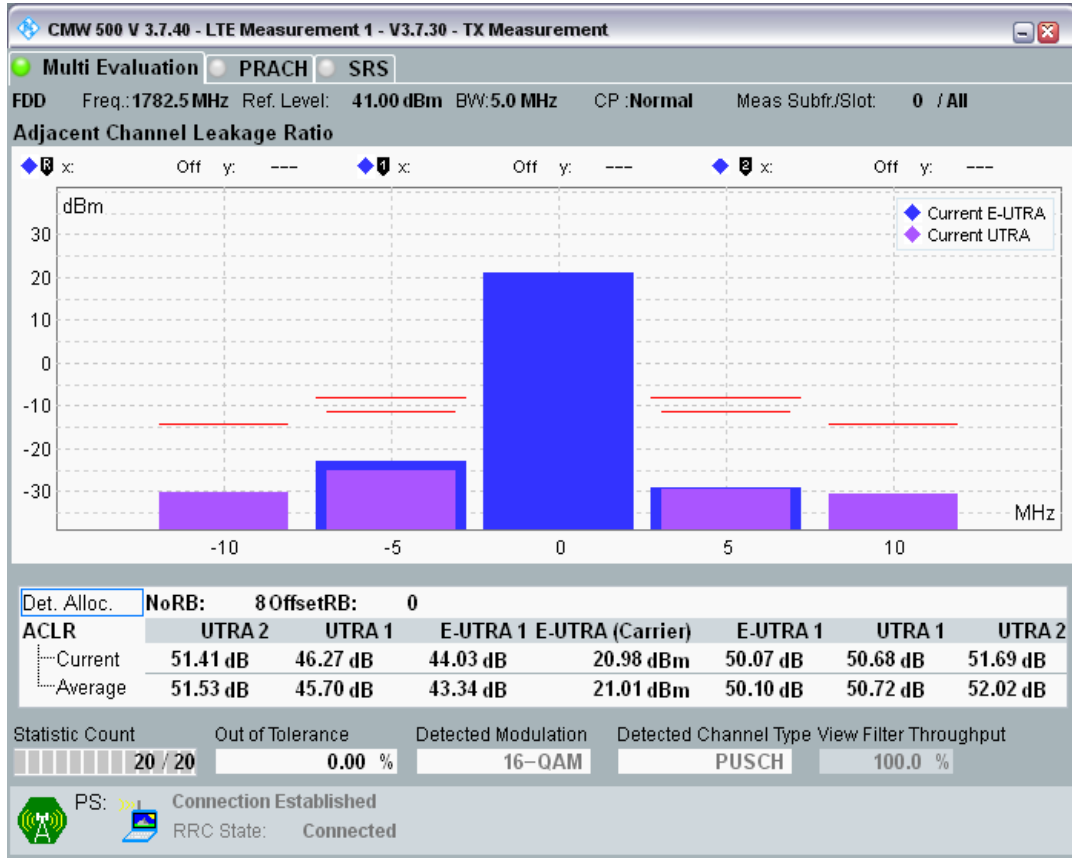 CMW 500 V 3.7.40 - LTE Measurement 1 - V3.7.30 - TX Measurement
Multi Evaluation PRACH SRS
FDD Freq.: 1782.5 MHz Ref. Level: 41.00 dBm BW: 5.0 MHz CP : Normal Meas Subfr./Slot: 0 / All
Adjacent Channel Leakage Ratio
R x: Off y: --- 1 x: Off y: --- 2 x: Off y: ---
dBm
Current E-UTRA
Current UTRA
30
20
10
0
-10
-20
-30
MHz
-10 -5 0 5 10
Det. Alloc. NoRB: 8 OffsetRB: 0
ACLR UTRA 2 UTRA 1 E-UTRA 1 E-UTRA (Carrier) E-UTRA 1 UTRA 1 UTRA 2
Current 51.41 dB 46.27 dB 44.03 dB 20.98 dBm 50.07 dB 50.68 dB 51.69 dB
Average 51.53 dB 45.70 dB 43.34 dB 21.01 dBm 50.10 dB 50.72 dB 52.02 dB
Statistic Count Out of Tolerance Detected Modulation Detected Channel Type View Filter Throughput
20 / 20 0.00 % 16-QAM PUSCH 100.0 %
PS: Connection Established
RRC State: Connected